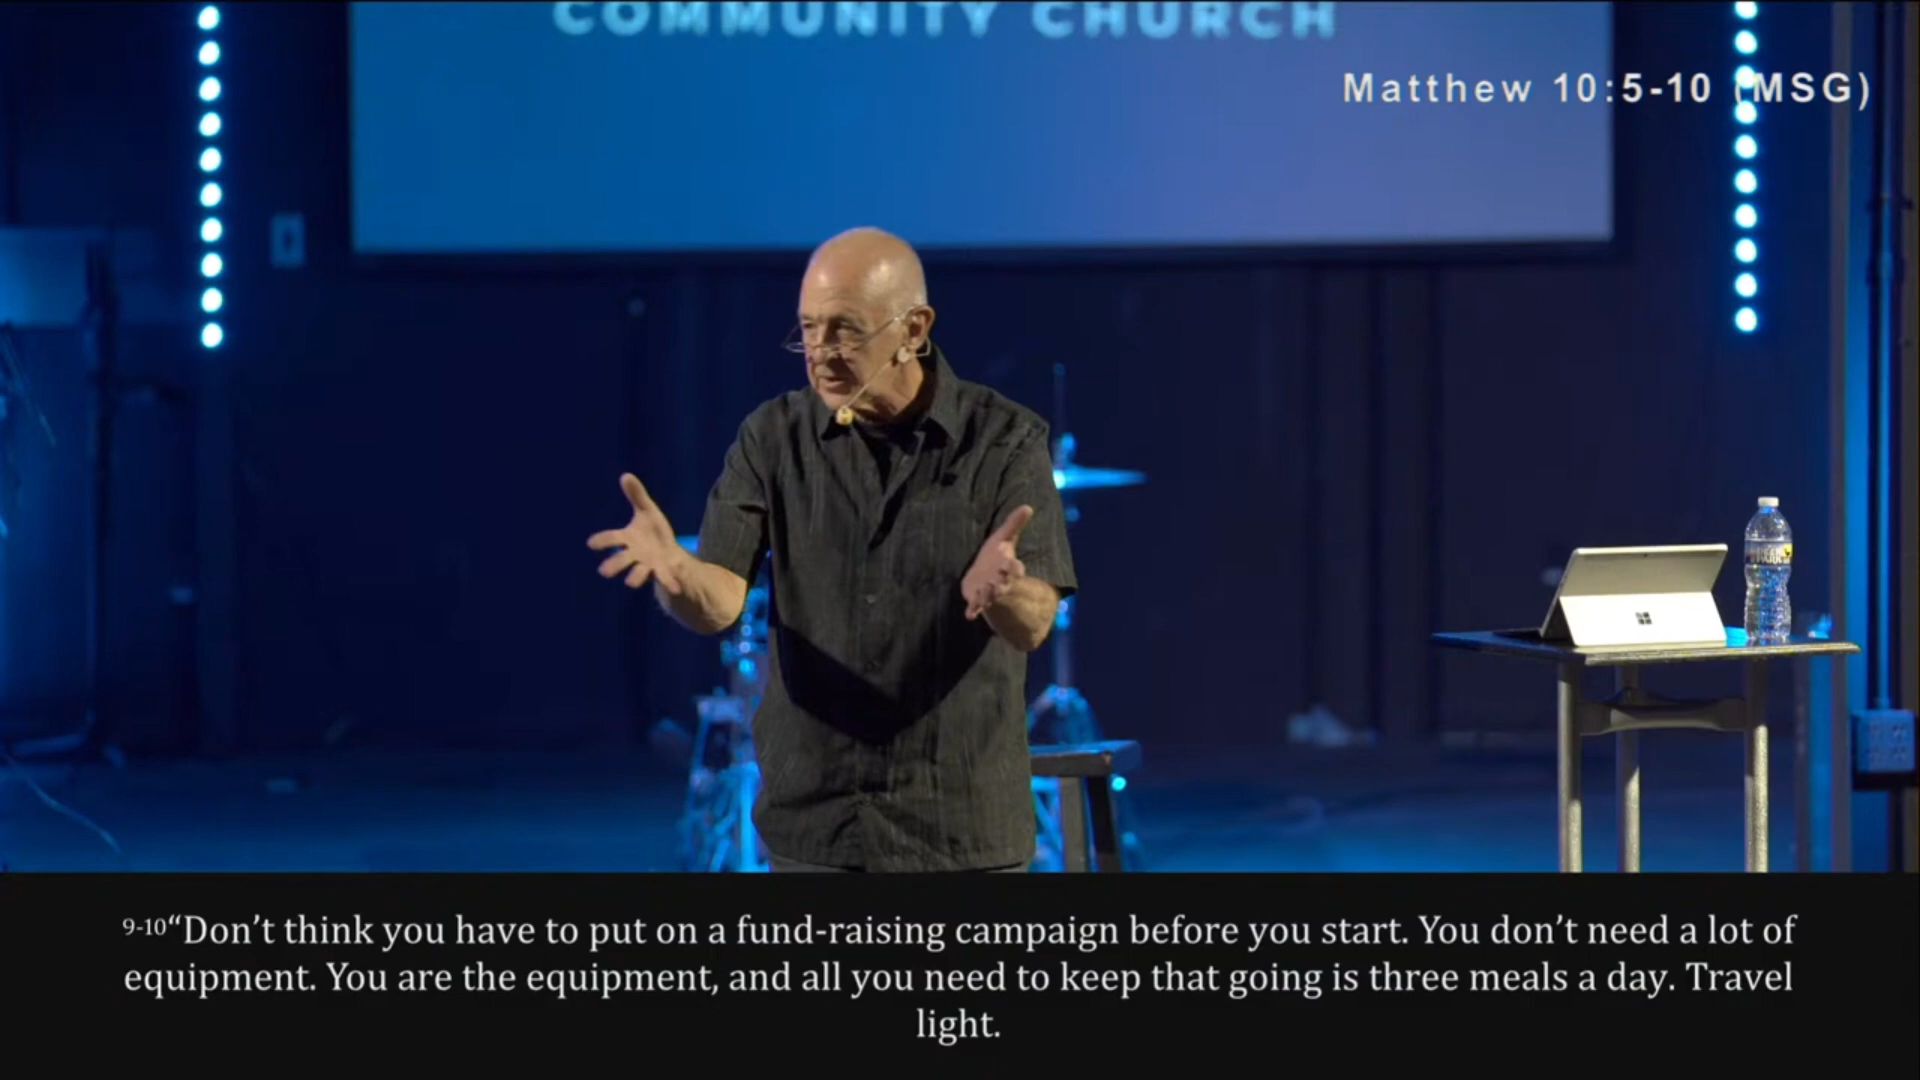 COMMUNITY CHURCH
Matthew 10:5-10 (MSG)
9-10“Don’t think you have to put on a fund-raising campaign before you start. You don’t need a lot of
equipment. You are the equipment, and all you need to keep that going is three meals a day. Travel
light.